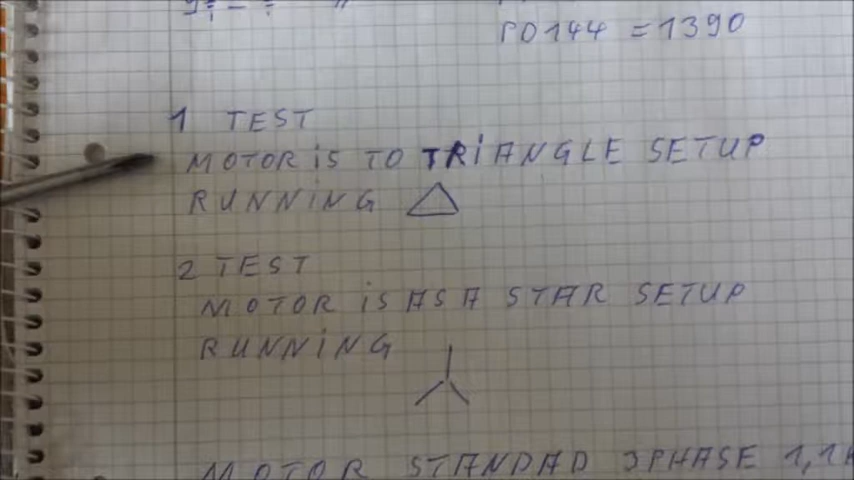 PO144 = 1390
1 TEST
MOTOR iS TO TRiANGLE SETUP
RUNNiNG
2 TEST
MOTOR iS AS A STAR SETUP
RUNNiNG
MOTOR STANDAD 3PHASE 1,1